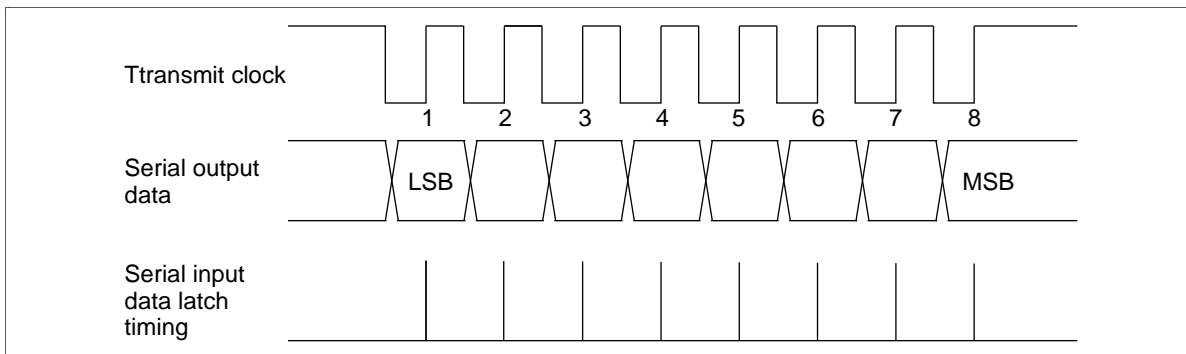 Ttransmit clock
1 2 3 4 5 6 7 8
Serial output
data
LSB
MSB
Serial input
data latch
timing